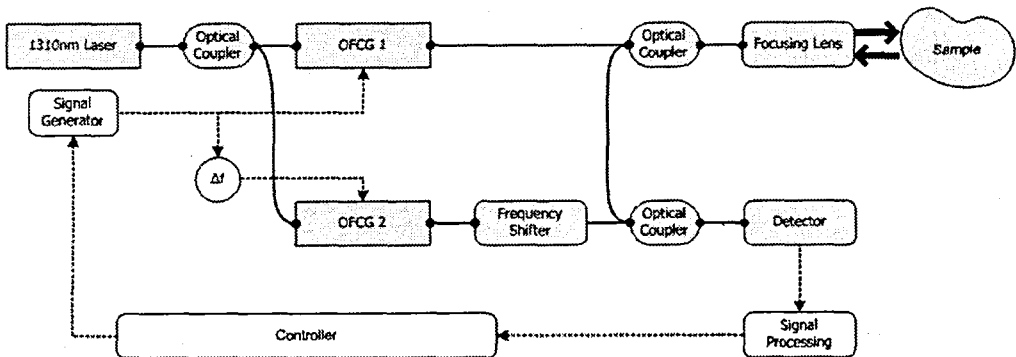 1310nm Laser
Optical
Coupler
OFCG 1
Optical
Coupler
Focusing Lens
Sample
Signal
Generator
Δf
OFCG 2
Frequency
Shifter
Optical
Coupler
Detector
Controller
Signal
Processing